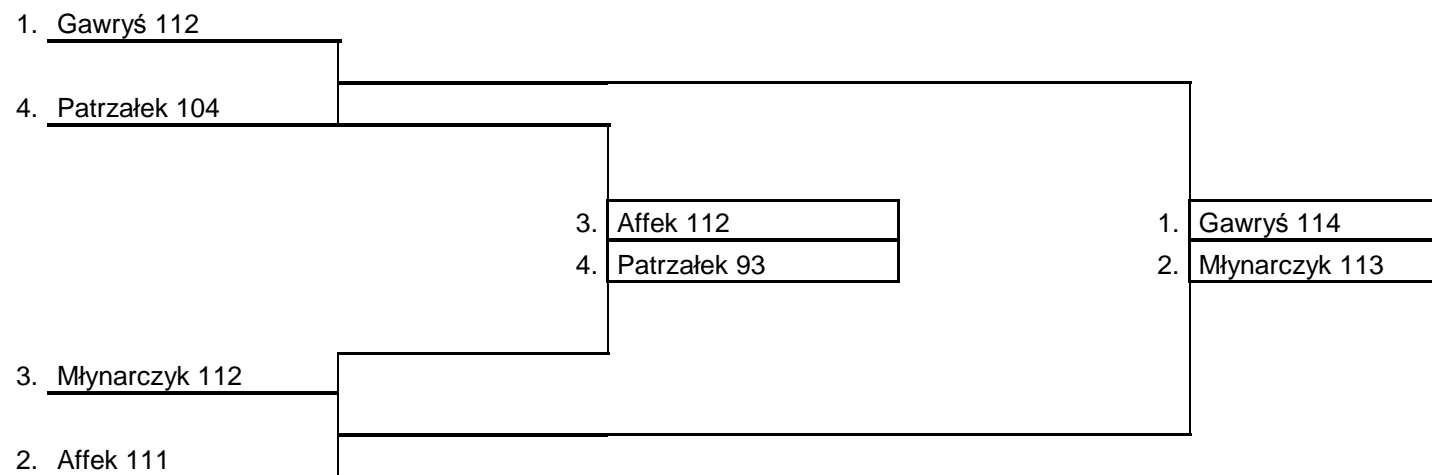 1. Gawryś 112
4. Patrzałek 104
3. Affek 112
1. Gawryś 114
4. Patrzałek 93
2. Młynarczyk 113
3. Młynarczyk 112
2. Affek 111